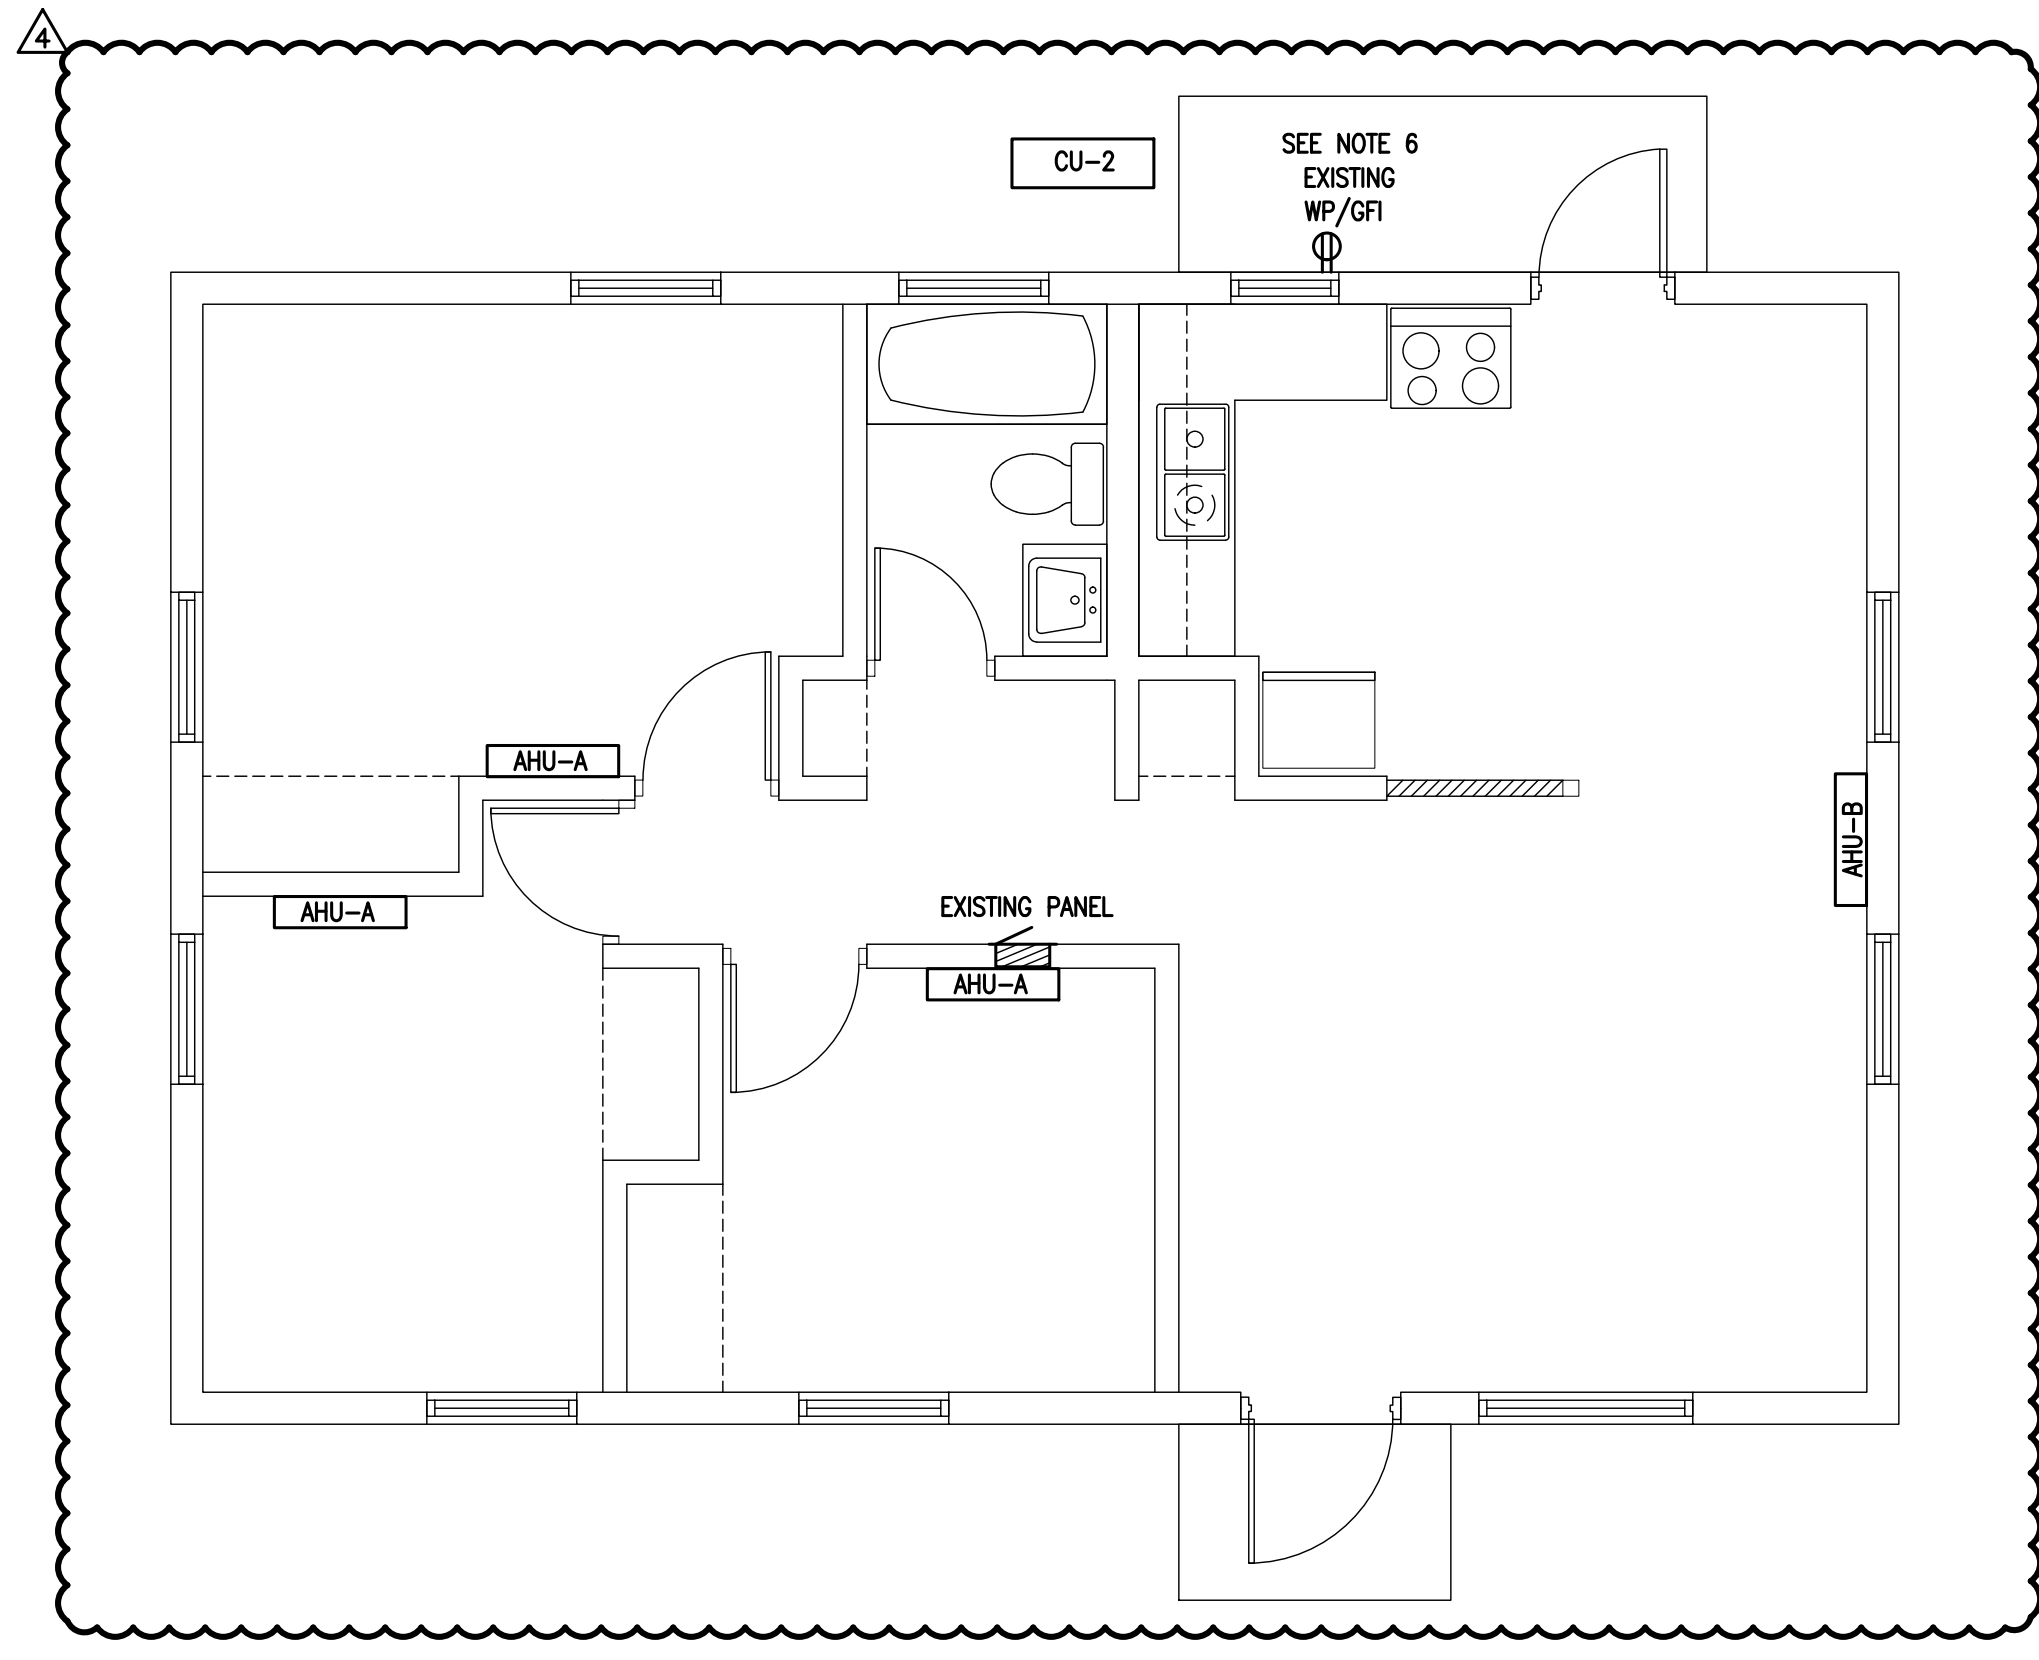 4
CU-2
SEE NOTE 6
EXISTING
WP/GFI
AHU-A
AHU-B
AHU-A
EXISTING PANEL
AHU-A